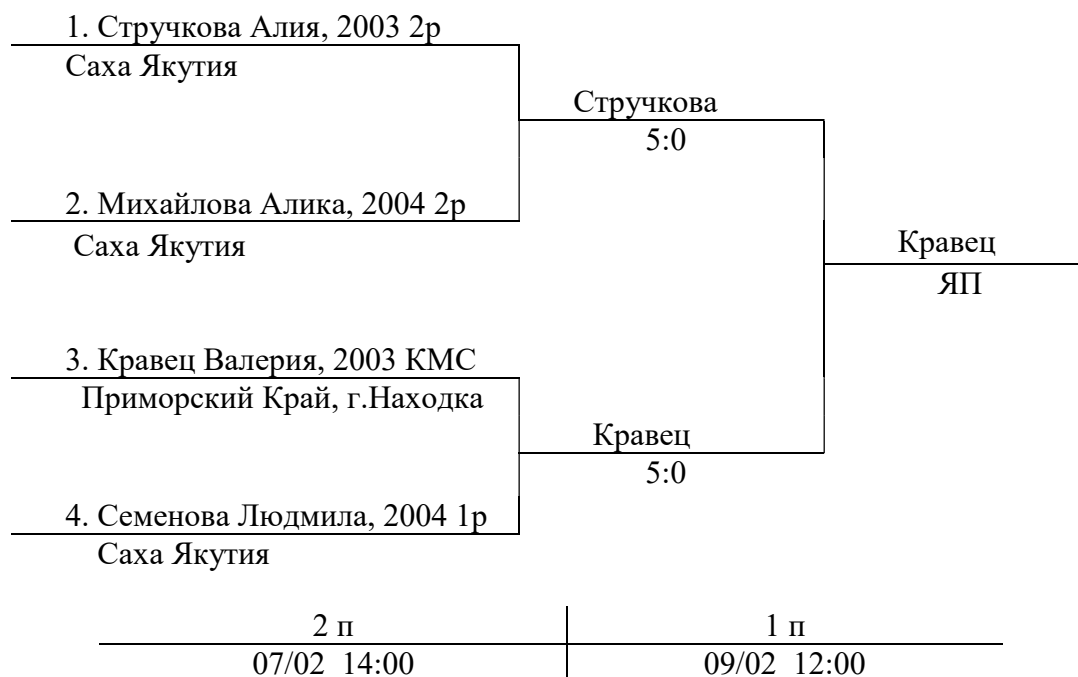 1. Стручкова Алия, 2003 2р
Саха Якутия
Стручкова
5:0
2. Михайлова Алика, 2004 2р
Саха Якутия
Кравец
ЯП
3. Кравец Валерия, 2003 КМС
Приморский Край, г.Находка
Кравец
5:0
4. Семенова Людмила, 2004 1р
Саха Якутия
2 п 1 п
07/02 14:00 09/02 12:00